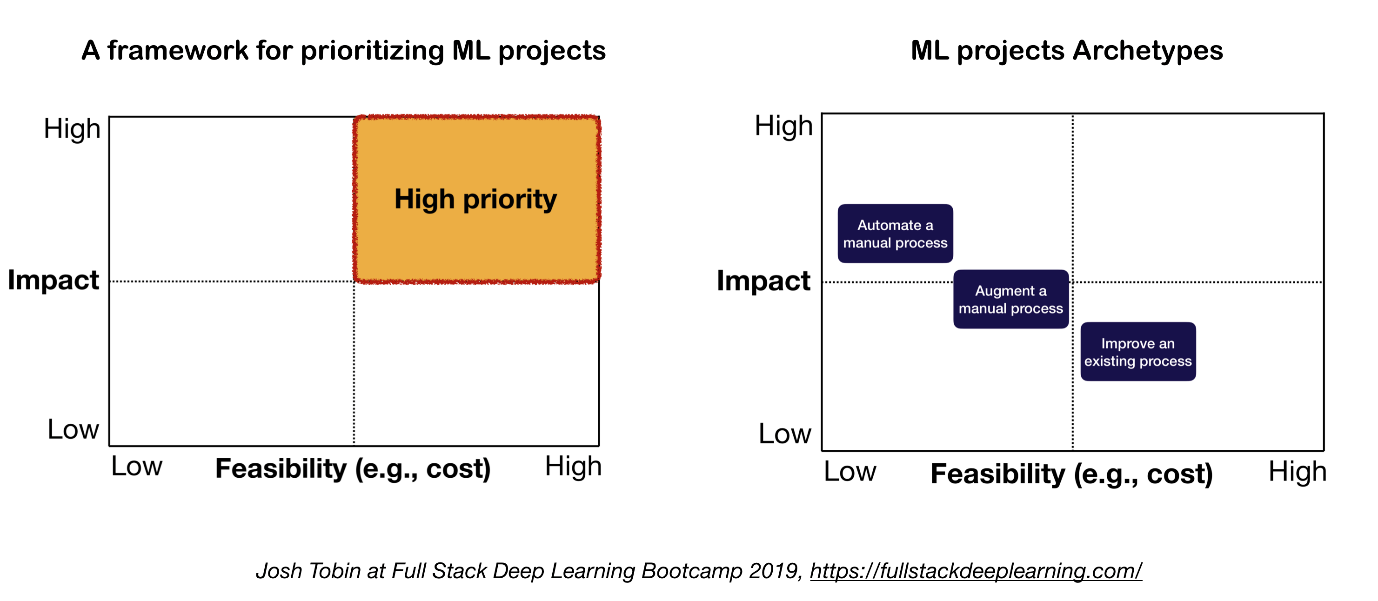 A framework for prioritizing ML projects
High
High priority
Impact
Low
Low
Feasibility (e.g., cost)
High
ML projects Archetypes
High
Automate a
manual process
Impact
Augment a
manual process
Improve an
existing process
Low
Low
Feasibility (e.g., cost)
High
Josh Tobin at Full Stack Deep Learning Bootcamp 2019, https://fullstackdeeplearning.com/